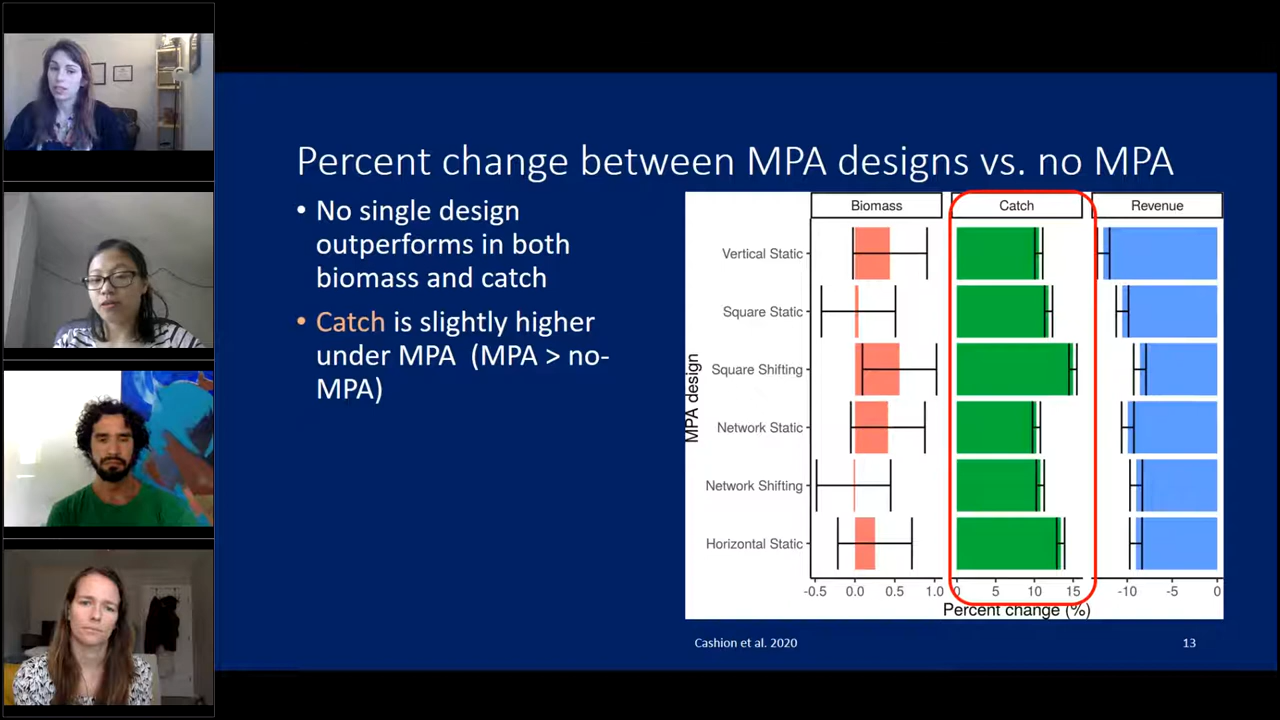 Percent change between MPA designs vs. no MPA
• No single design
outperforms in both
biomass and catch
• Catch is slightly higher
under MPA (MPA > no-
MPA)
Biomass Catch Revenue
MPA design
Vertical Static
Square Static
Square Shifting
Network Static
Network Shifting
Horizontal Static
-0.5 0.0 0.5 1.0 0 5 10 15 -10 -5 0
Percent change (%)
Cashion et al. 2020
13